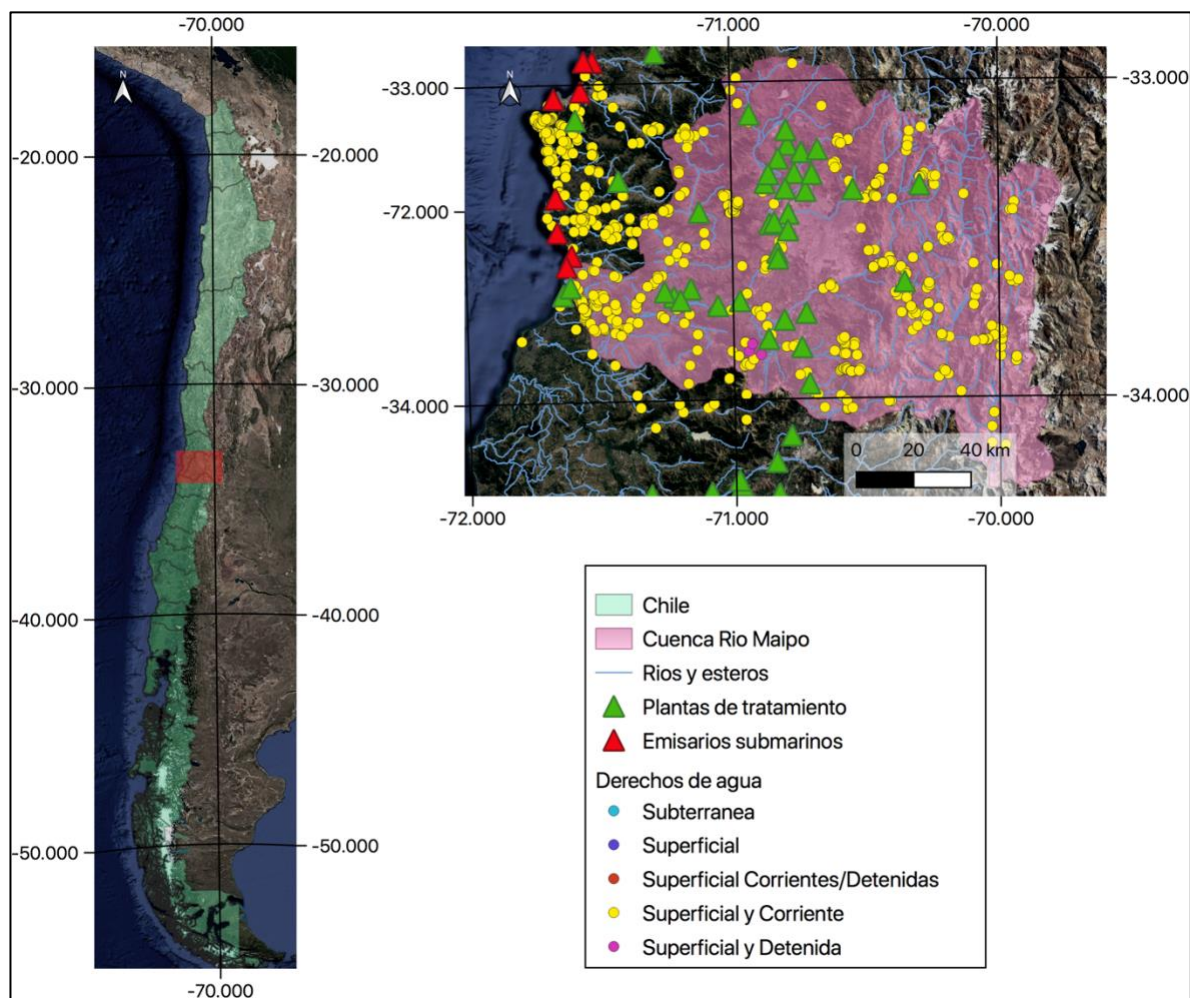 -70.000
-20.000
-20.000
-30.000
-30.000
-40.000
-40.000
-50.000
-50.000
-70.000
N
-71.000
-70.000
-33.000
-33.000
-72.000
-34.000
-34.000
-72.000
-71.000
-70.000
N
0 20 40 km
Chile
Cuenca Rio Maipo
Rios y esteros
Plantas de tratamiento
Emisarios submarinos
Derechos de agua
Subterranea
Superficial
Superficial Corrientes/Detenidas
Superficial y Corriente
Superficial y Detenida